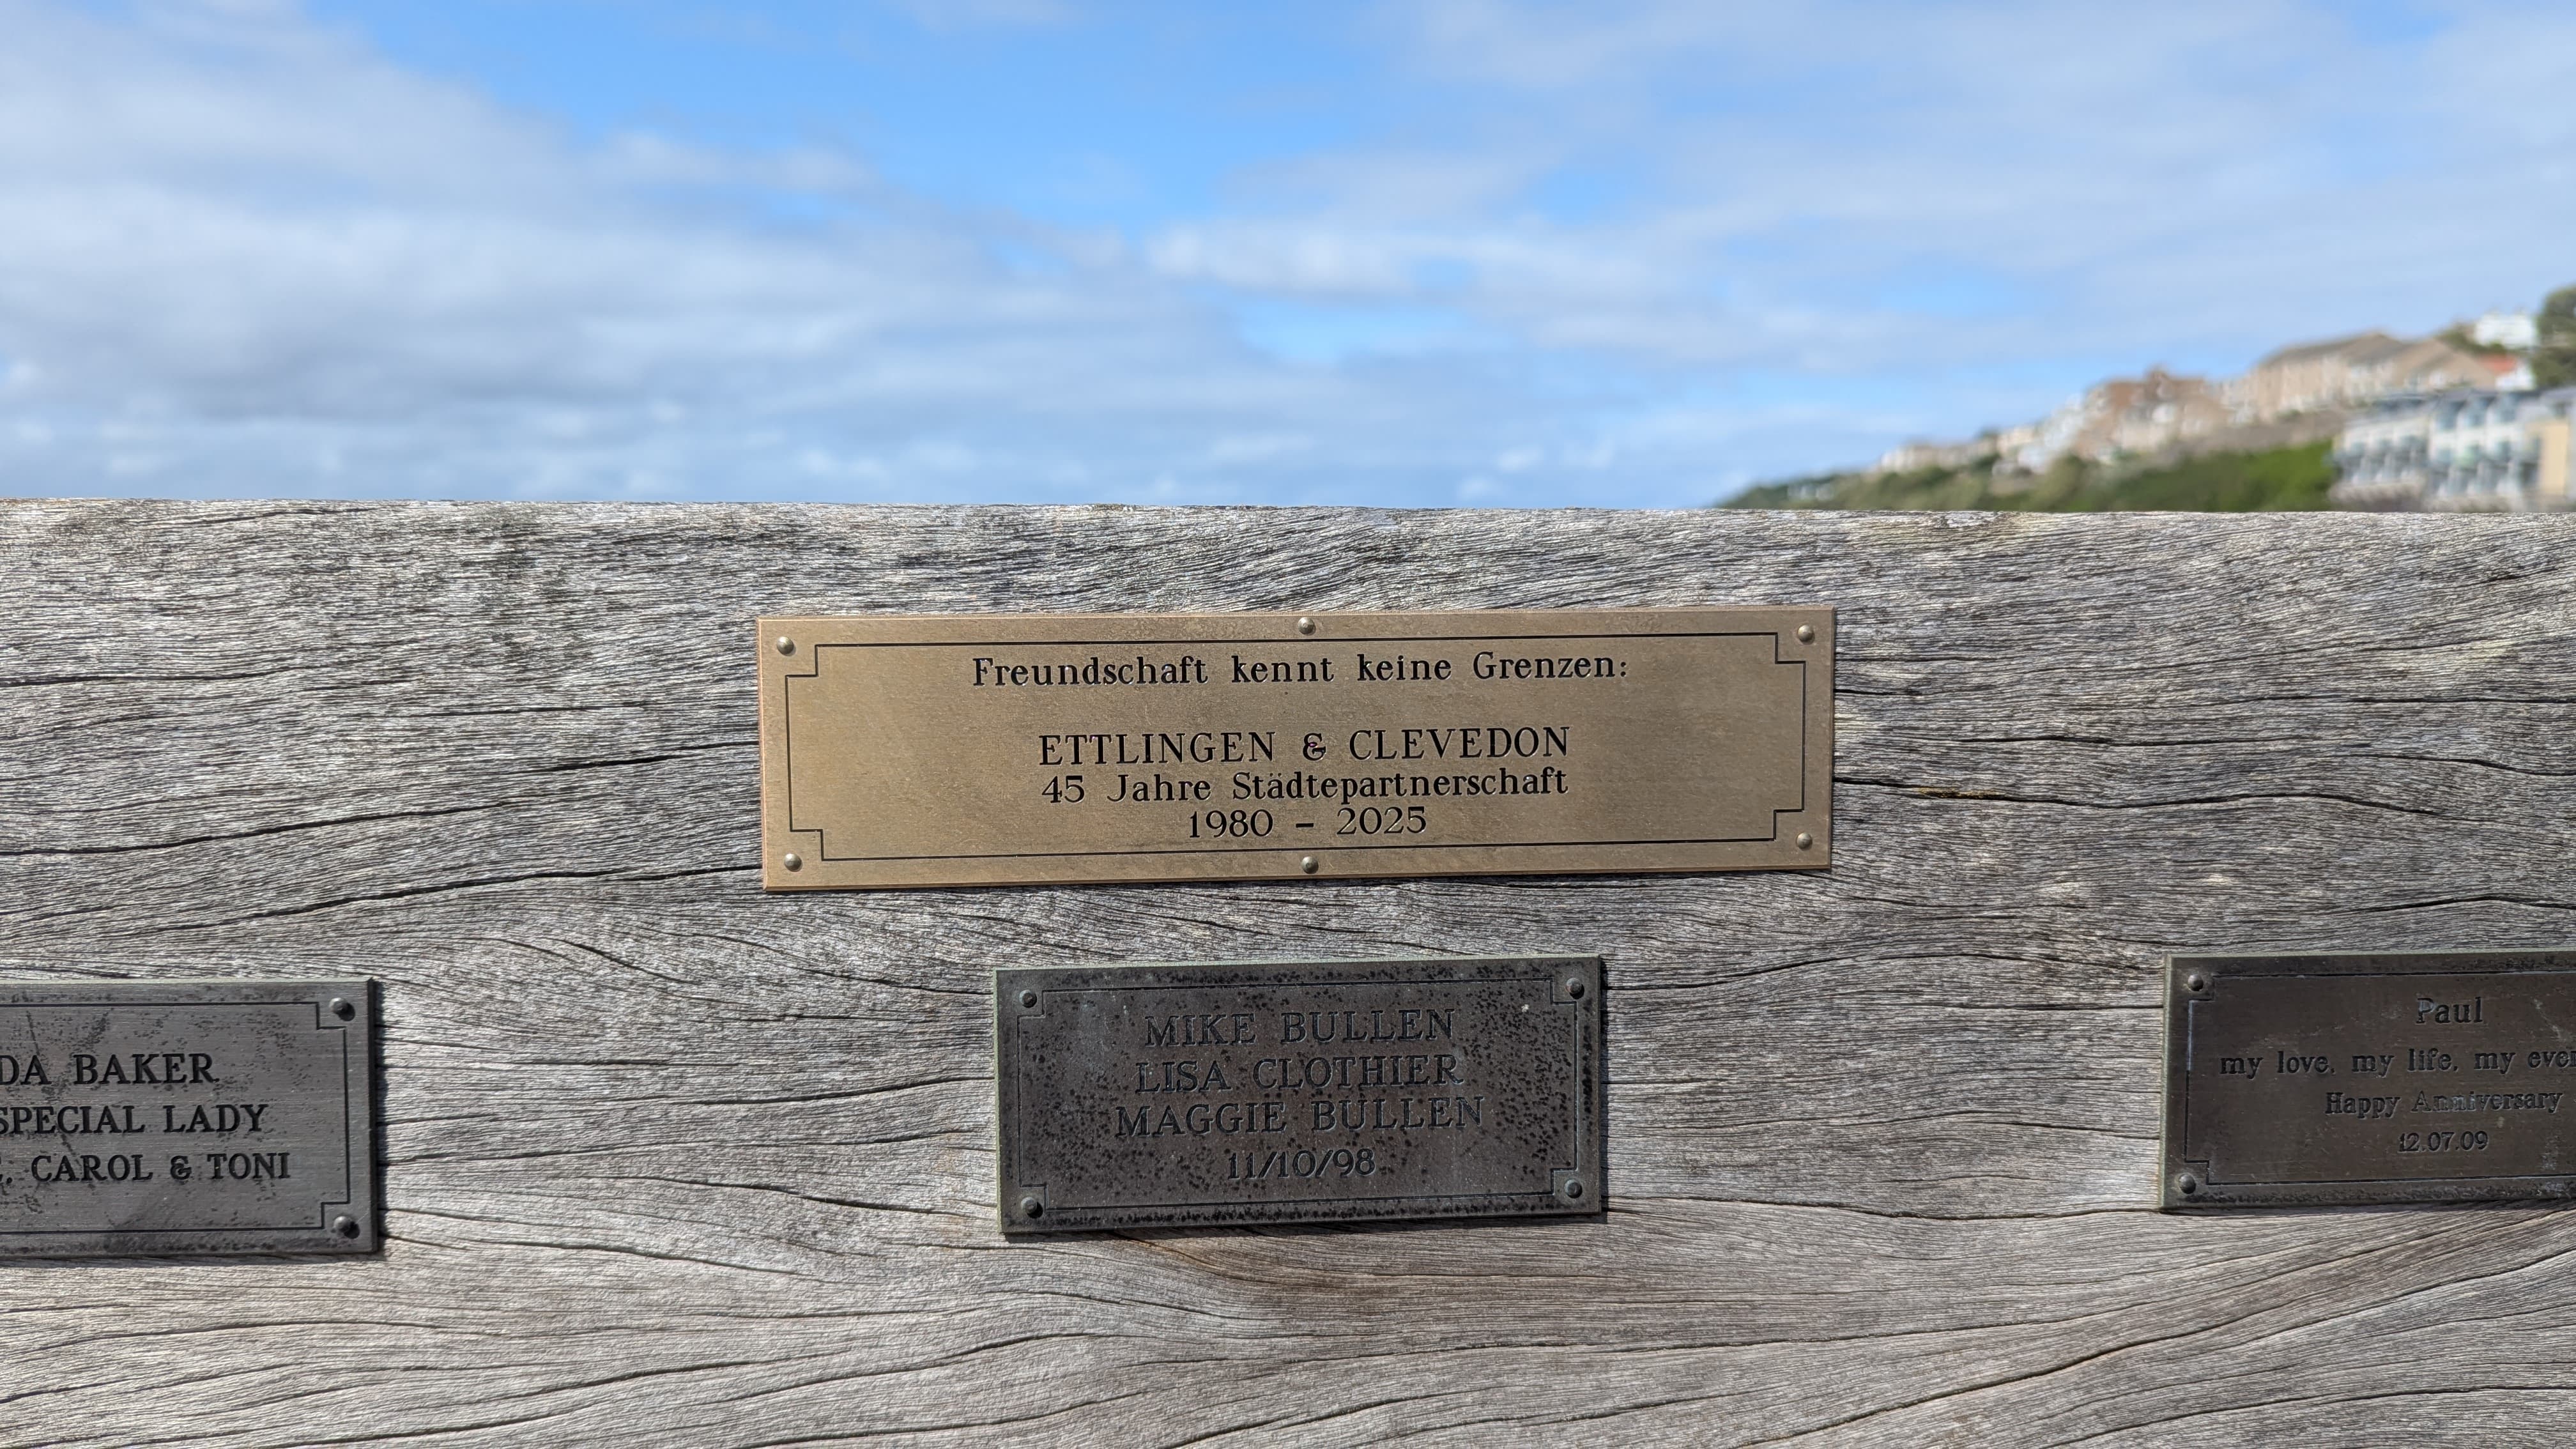 Freundschaft kennt keine Grenzen:
ETTLINGEN & CLEVEDON
45 Jahre Städtepartnerschaft
1980 - 2025
DA BAKER
SPECIAL LADY
CAROL & TONI
MIKE BULLEN
LISA CLOTHIER
MAGGIE BULLEN
11/10/98
Paul
my love, my life, my
Happy Anniversary
12.07.09